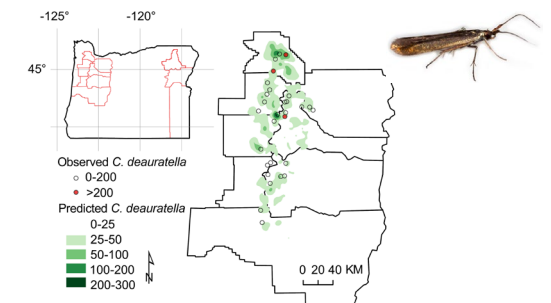 -125°
-120°
45°
Observed C. deauratella
0-200
>200
Predicted C. deauratella
0-25
25-50
50-100
100-200
200-300
N
0 20 40 KM